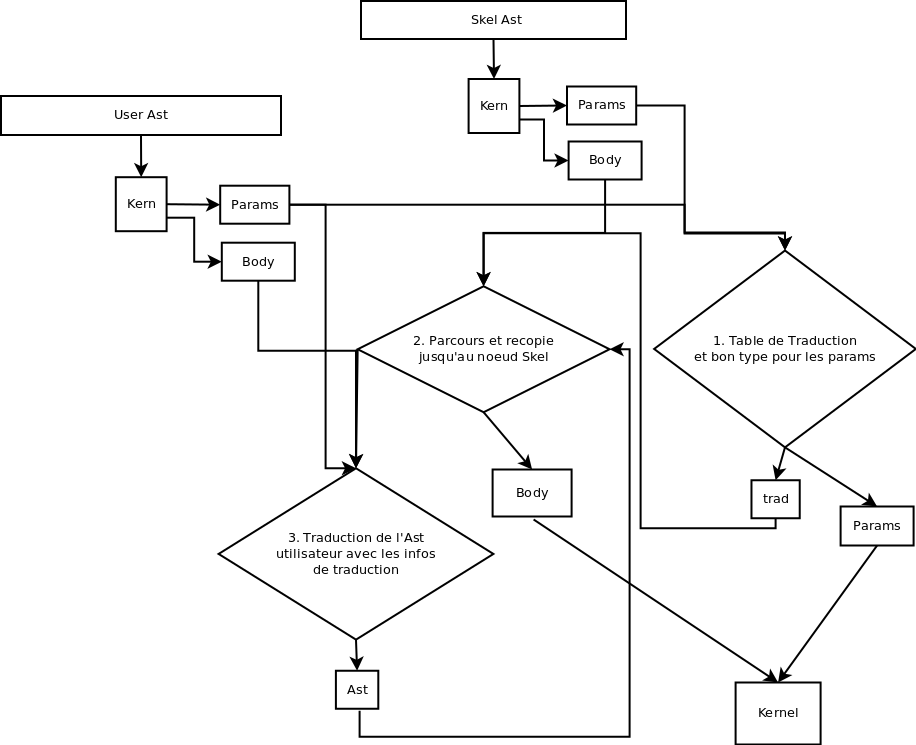 Skel Ast
Kern
Params
Body
User Ast
Kern
Params
Body
2. Parcours et recopie
jusqu'au noeud Skel
1. Table de Traduction
et bon type pour les params
Body
trad
Params
3. Traduction de l'Ast
utilisateur avec les infos
de traduction
Ast
Kernel